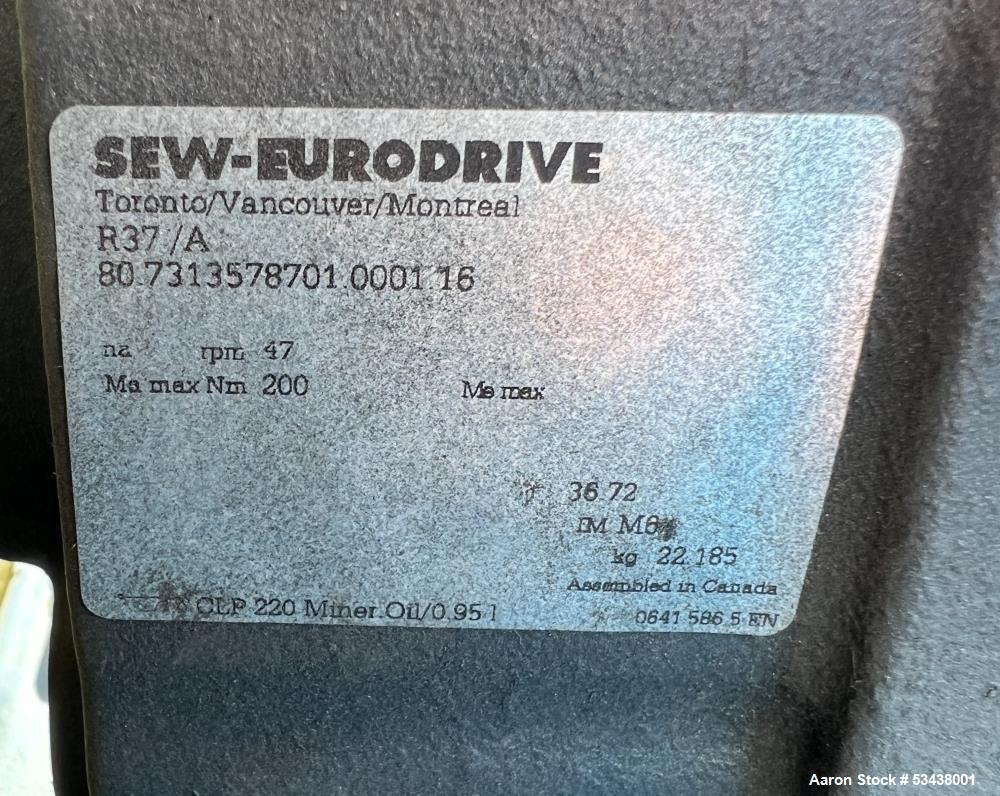 SEW-EURODRIVE
Toronto/Vancouver/Montreal
R37 /A
80.7313578701.0001.16
na rpm 47
Ma max Nm 200 Me max
i 36.72
IM
kg 22.185
Assembled in Canada
CLP 220 Miner.Oil/0,95 l
0641 586 5 EN
Aaron Stock # 53438001